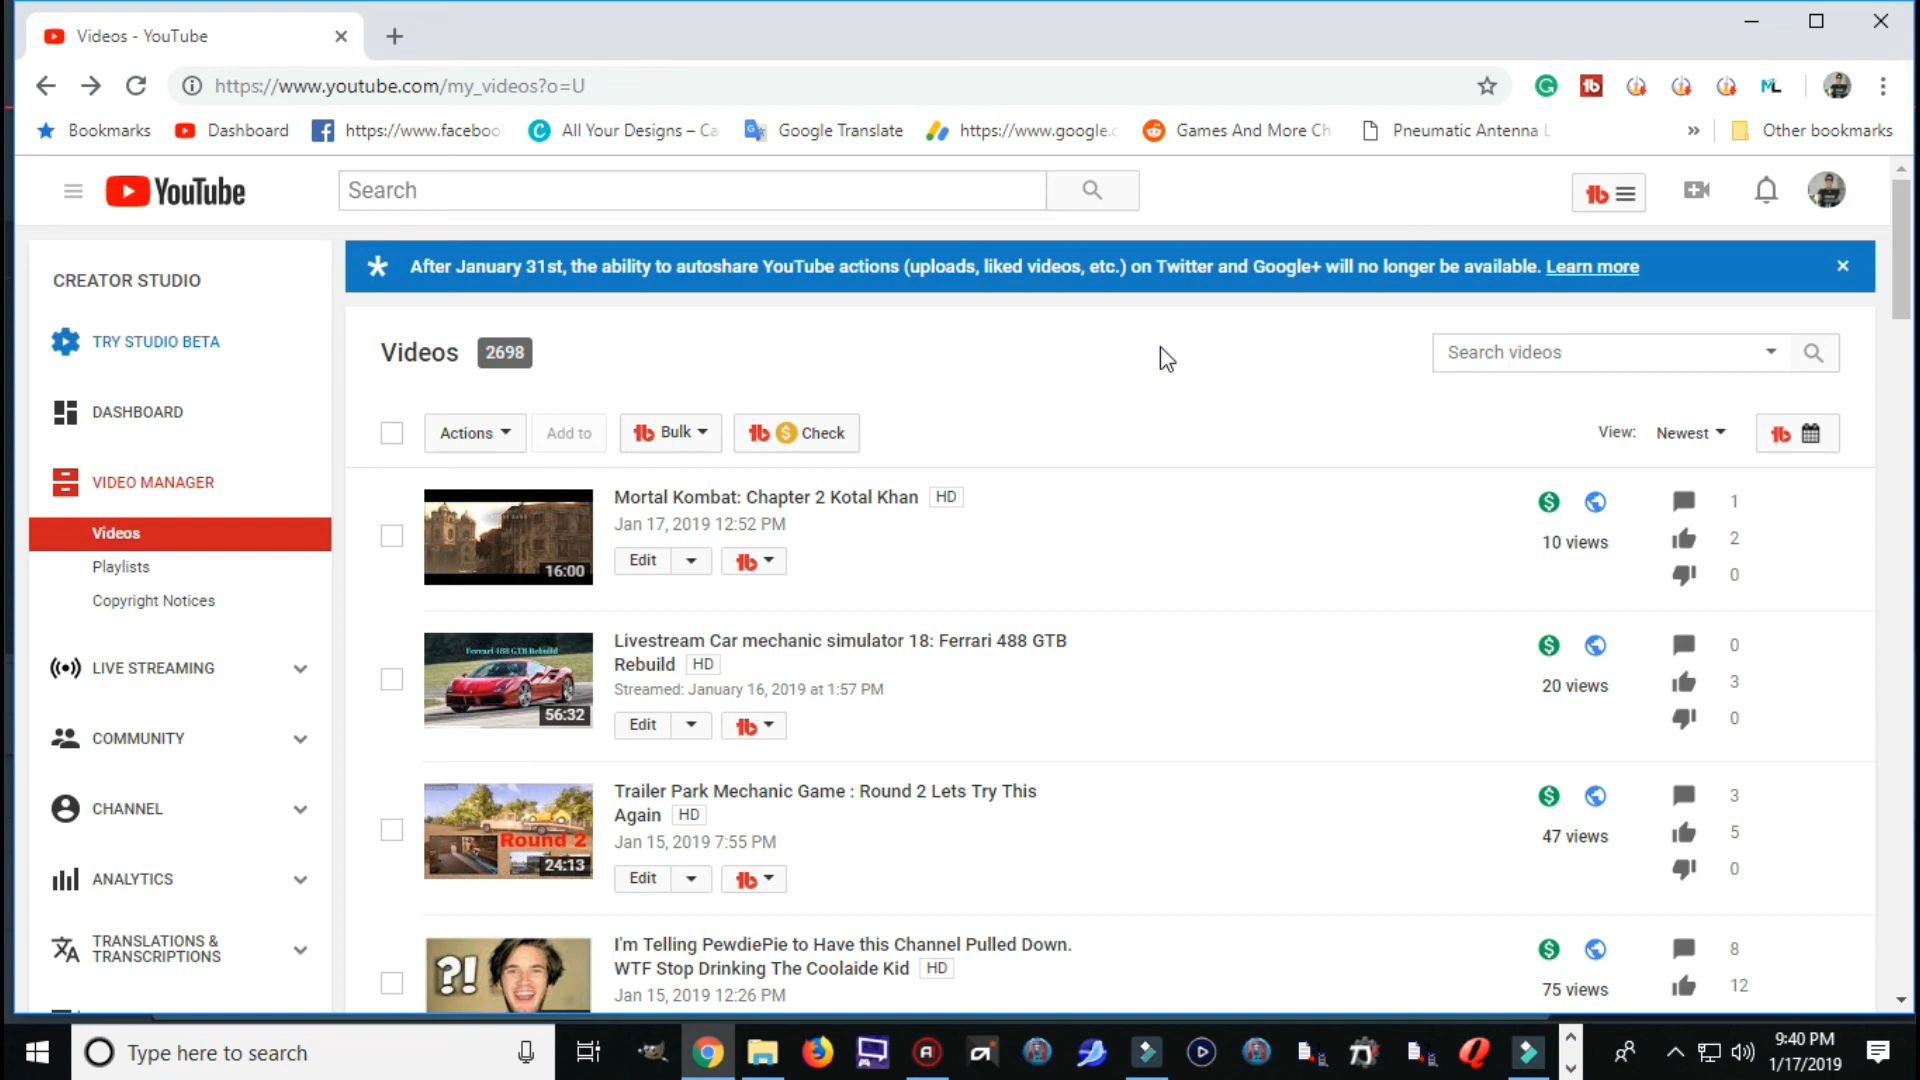 Videos - YouTube
https://www.youtube.com/my_videos?o=U
Bookmarks
Dashboard
https://www.faceboo
All Your Designs – Ca
Google Translate
https://www.google.c
Games And More Ch
Pneumatic Antenna L
»
Other bookmarks
YouTube
Search
CREATOR STUDIO
TRY STUDIO BETA
DASHBOARD
VIDEO MANAGER
Videos
Playlists
Copyright Notices
LIVE STREAMING
COMMUNITY
CHANNEL
ANALYTICS
TRANSLATIONS &
TRANSCRIPTIONS
After January 31st, the ability to autoshare YouTube actions (uploads, liked videos, etc.) on Twitter and Google+ will no longer be available. Learn more
Videos 2698
Search videos
Actions
Add to
Bulk
Check
View: Newest
Mortal Kombat: Chapter 2 Kotal Khan HD
Jan 17, 2019 12:52 PM
16:00
Edit
10 views
1
2
0
Livestream Car mechanic simulator 18: Ferrari 488 GTB
Rebuild HD
Streamed: January 16, 2019 at 1:57 PM
Ferrari 488 GTB Rebuild
56:32
Edit
20 views
0
3
0
Trailer Park Mechanic Game : Round 2 Lets Try This
Again HD
Jan 15, 2019 7:55 PM
Round 2
24:13
Edit
47 views
3
5
0
I'm Telling PewdiePie to Have this Channel Pulled Down.
WTF Stop Drinking The Coolaide Kid HD
Jan 15, 2019 12:26 PM
?!
75 views
8
12
Type here to search
9:40 PM
1/17/2019